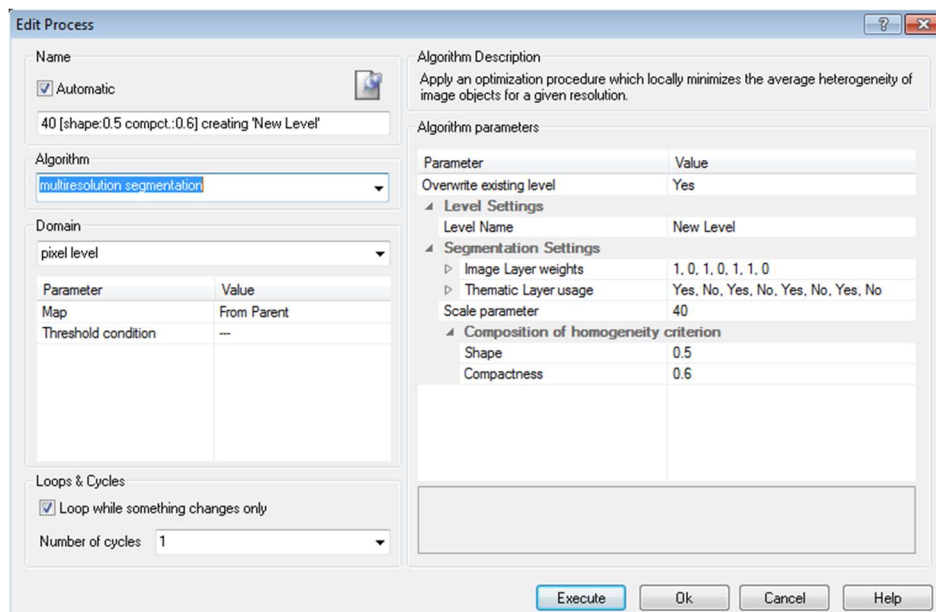 Edit Process
Name
Automatic
40 [shape:0.5 compct.:0.6] creating 'New Level'
Algorithm
multiresolution segmentation
Domain
pixel level
Parameter Value
Map From Parent
Threshold condition ---
Loops & Cycles
Loop while something changes only
Number of cycles 1
Algorithm Description
Apply an optimization procedure which locally minimizes the average heterogeneity of
image objects for a given resolution.
Algorithm parameters
Parameter Value
Overwrite existing level Yes
Level Settings
Level Name New Level
Segmentation Settings
Image Layer weights 1, 0, 1, 0, 1, 1, 0
Thematic Layer usage Yes, No, Yes, No, Yes, No, Yes, No
Scale parameter 40
Composition of homogeneity criterion
Shape 0.5
Compactness 0.6
Execute Ok Cancel Help